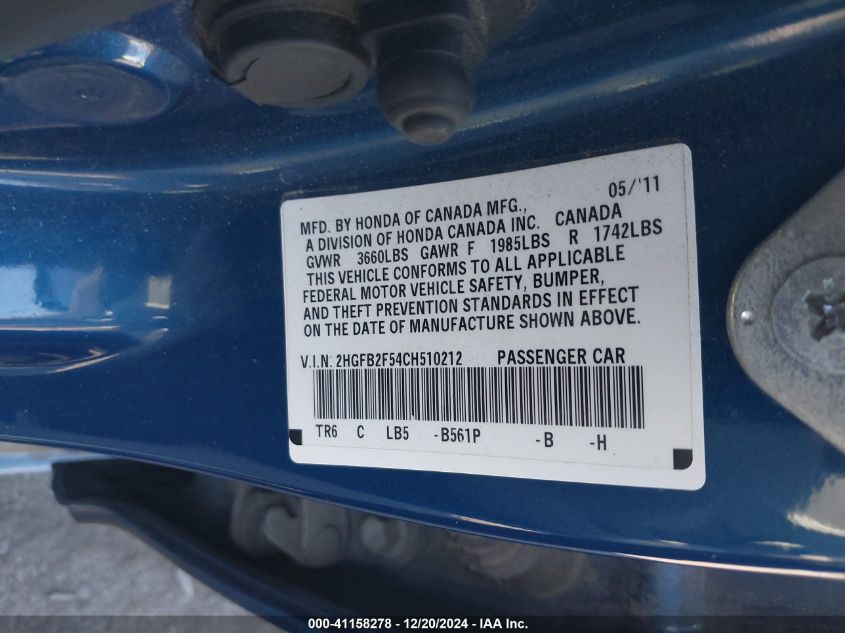 05/'11
MFD. BY HONDA OF CANADA MFG.,
A DIVISION OF HONDA CANADA INC. CANADA
GVWR 3660LBS GAWR F 1985LBS R 1742LBS
THIS VEHICLE CONFORMS TO ALL APPLICABLE
FEDERAL MOTOR VEHICLE SAFETY, BUMPER,
AND THEFT PREVENTION STANDARDS IN EFFECT
ON THE DATE OF MANUFACTURE SHOWN ABOVE.
V.I.N. 2HGFB2F54CH510212 PASSENGER CAR
TR6 C LB5 -B561P -B -H
000-41158278 - 12/20/2024 - IAA Inc.